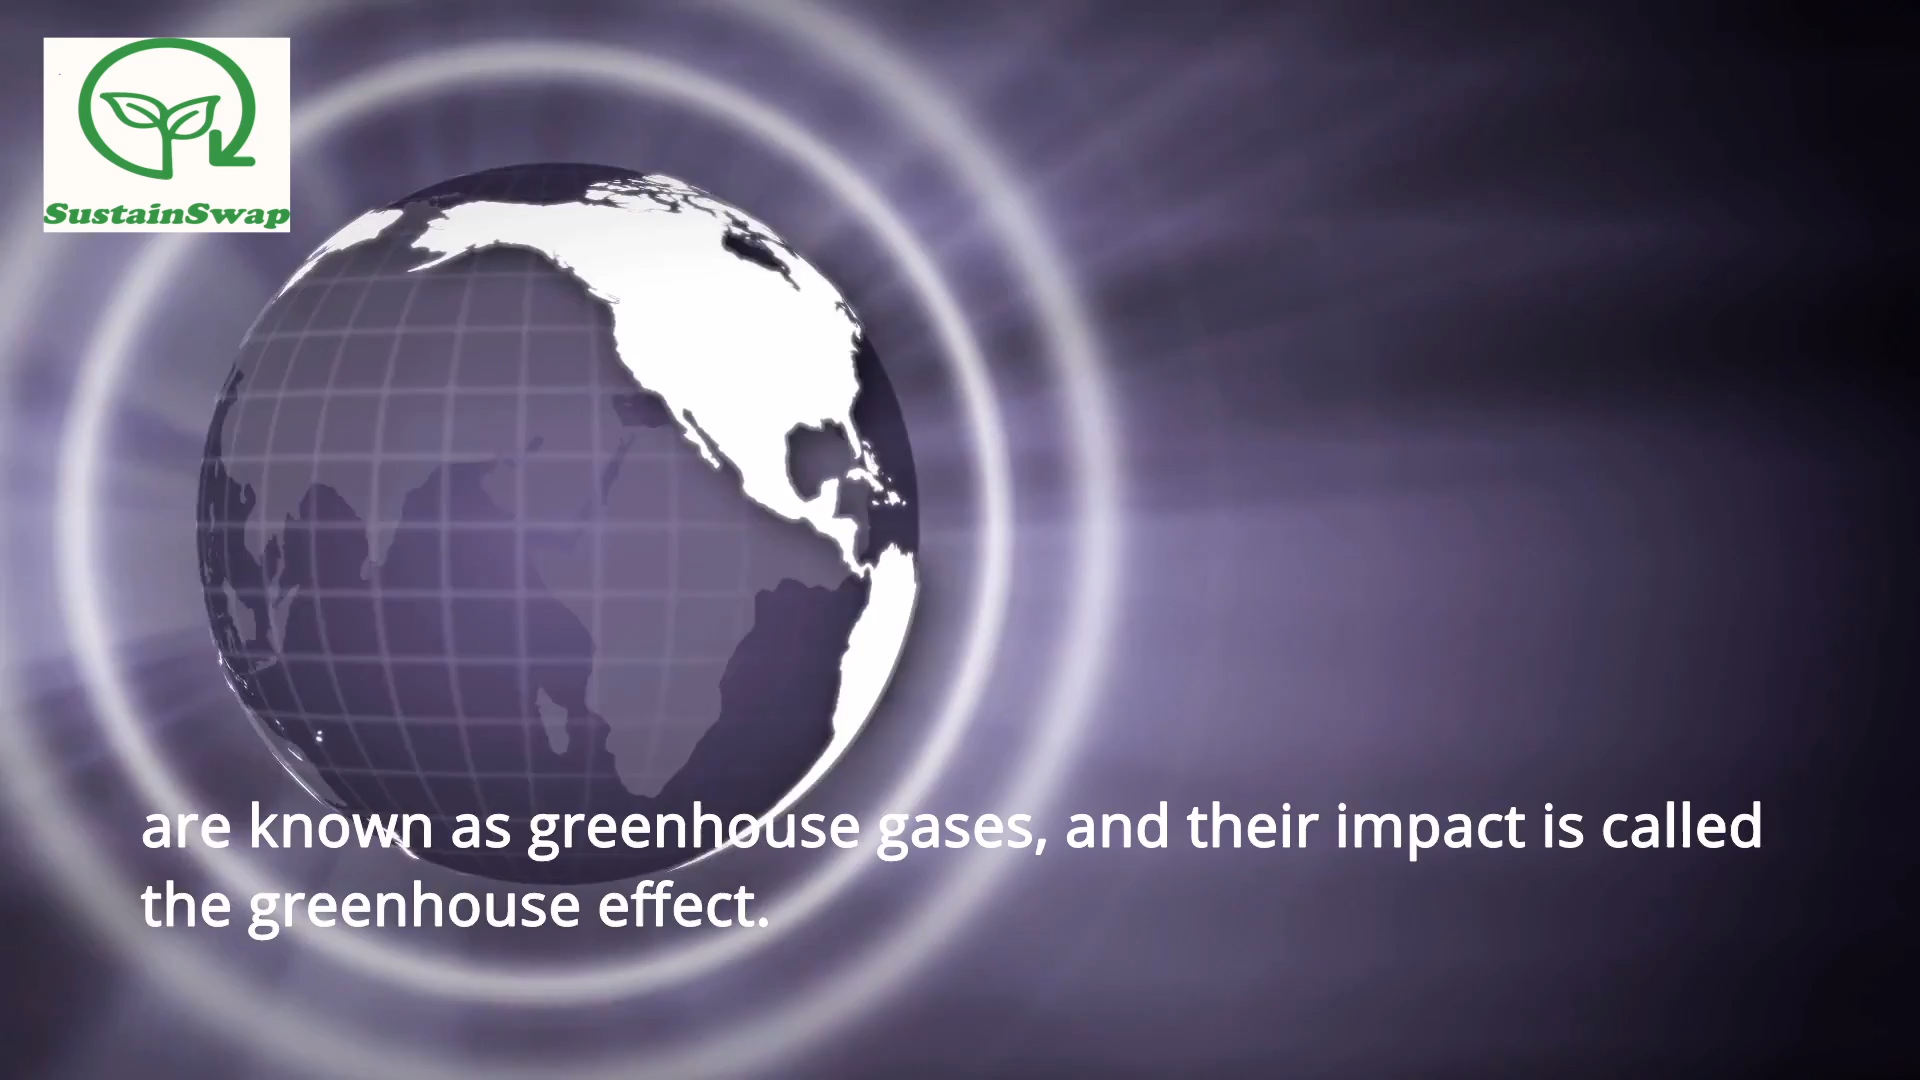 SustainSwap
are known as greenhouse gases, and their impact is called
the greenhouse effect.